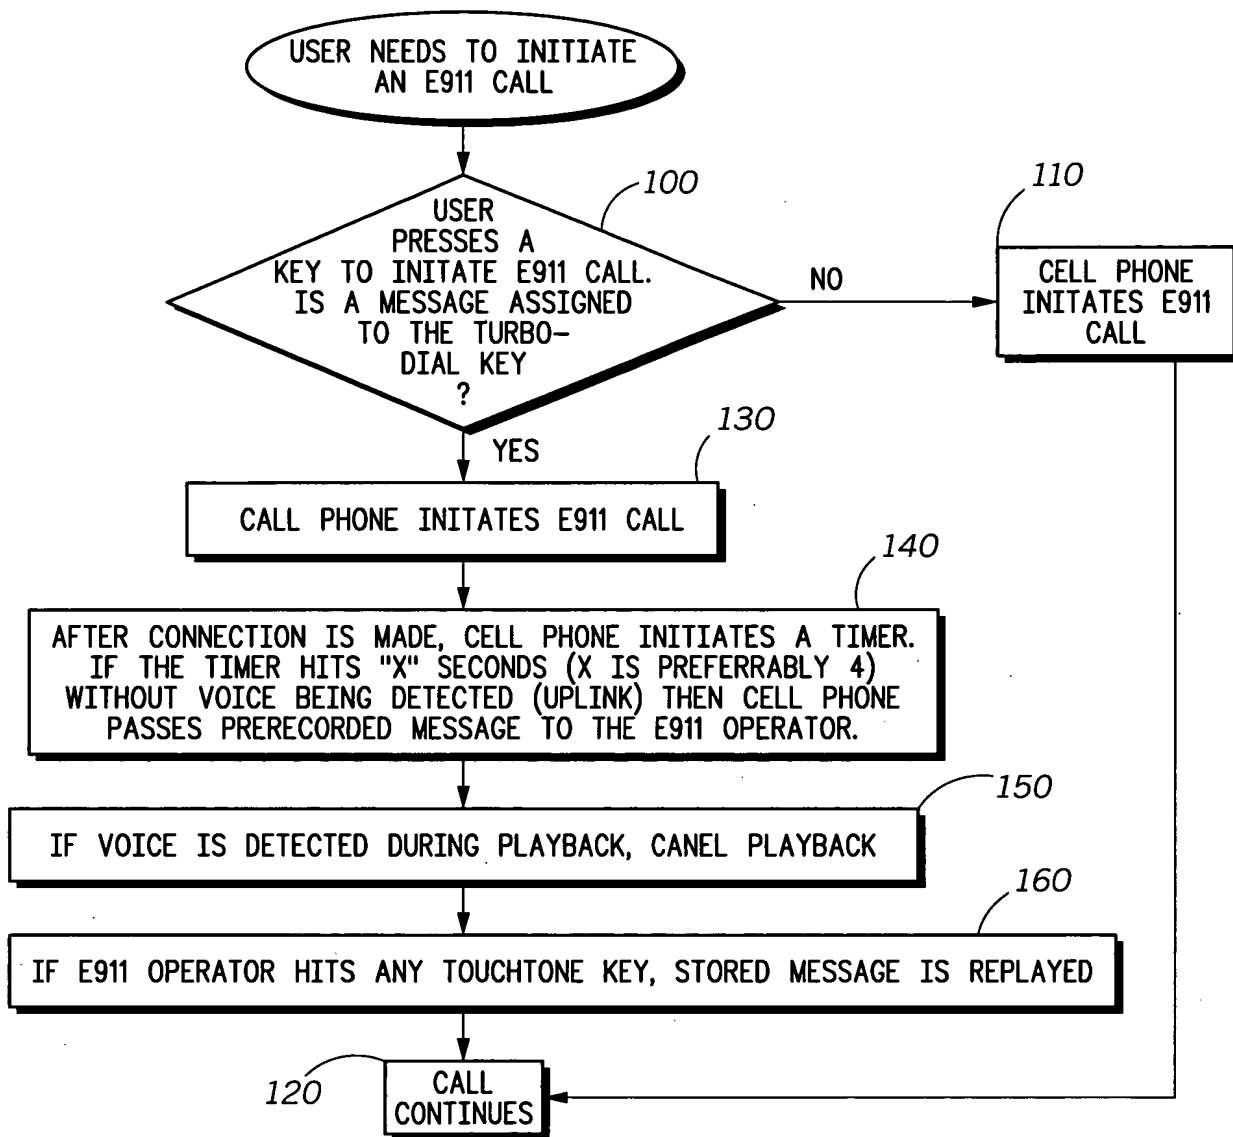 USER NEEDS TO INITIATE
AN E911 CALL
100
USER
PRESSES A
KEY TO INITATE E911 CALL.
IS A MESSAGE ASSIGNED
TO THE TURBO-
DIAL KEY
?
NO
110
CELL PHONE
INITATES E911
CALL
YES
130
CALL PHONE INITATES E911 CALL
140
AFTER CONNECTION IS MADE, CELL PHONE INITIATES A TIMER.
IF THE TIMER HITS "X" SECONDS (X IS PREFERRABLY 4)
WITHOUT VOICE BEING DETECTED (UPLINK) THEN CELL PHONE
PASSES PRERECORDED MESSAGE TO THE E911 OPERATOR.
150
IF VOICE IS DETECTED DURING PLAYBACK, CANEL PLAYBACK
160
IF E911 OPERATOR HITS ANY TOUCHTONE KEY, STORED MESSAGE IS REPLAYED
120
CALL
CONTINUES